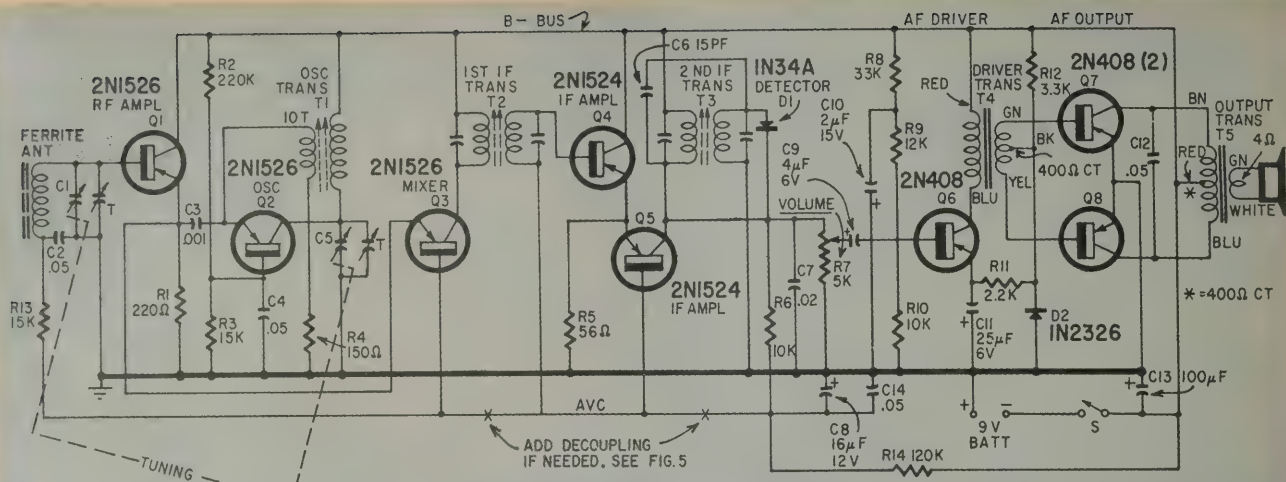 B- BUS
AF DRIVER
AF OUTPUT
2N1526
RF AMPL
Q1
FERRITE
ANT
C1
T
C2
.05
R13
15K
R2
220K
C3
.001
R1
220Ω
OSC
TRANS
T1
10T
2N1526
OSC
Q2
R3
15K
C4
.05
R4
150Ω
C5
T
2N1526
MIXER
Q3
1ST IF
TRANS
T2
2N1524
IF AMPL
Q4
C6 15PF
2ND IF
TRANS
T3
1N34A
DETECTOR
D1
Q5
2N1524
IF AMPL
R5
56Ω
R6
10K
C7
.02
VOLUME
R7
5K
C9
4μF
6V
C10
2μF
15V
R8
33K
R9
12K
R10
10K
2N408
Q6
RED
DRIVER
TRANS
T4
BLU
GN
BK
400Ω CT
YEL
R12
3.3K
R11
2.2K
C11
25μF
6V
D2
1N2326
2N408 (2)
Q7
Q8
C12
.05
BN
RED
*
BLU
OUTPUT
TRANS
T5
GN
4Ω
WHITE
*=400Ω CT
C13
100μF
+
-
9V
BATT
S
C14
.05
C8
16μF
12V
R14 120K
AVC
ADD DECOUPLING
IF NEEDED. SEE FIG.5
TUNING